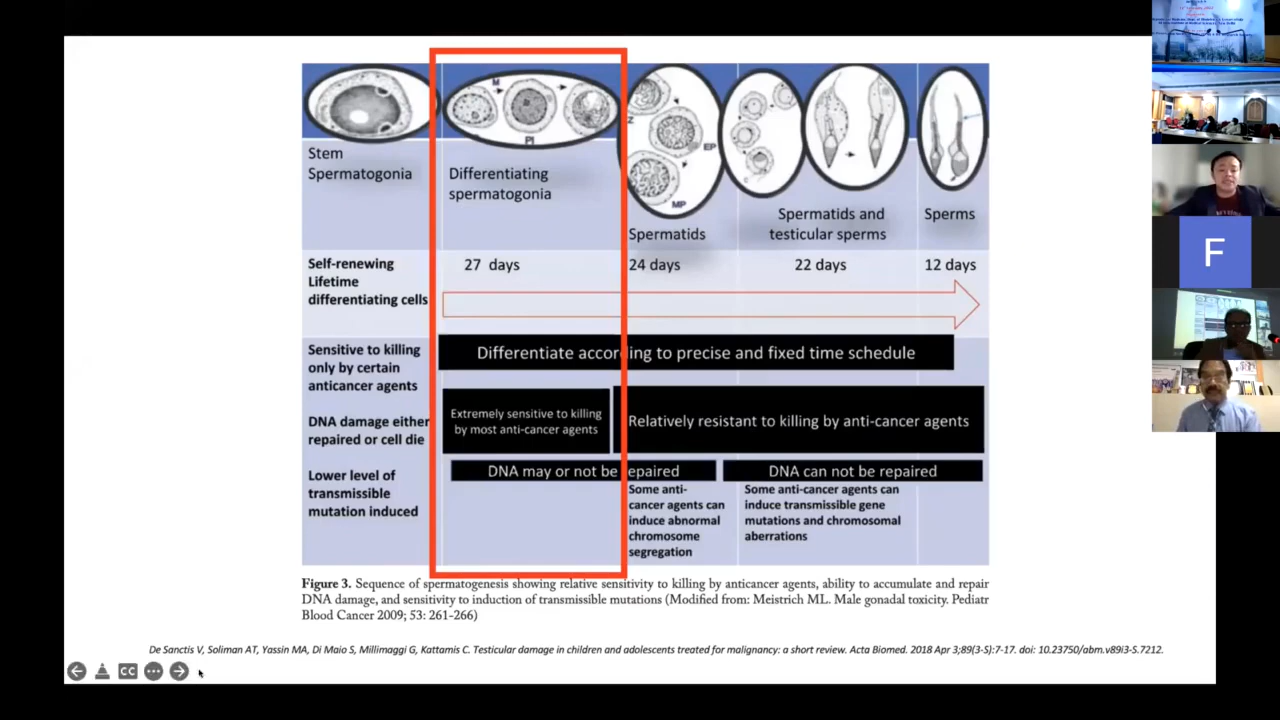 Stem
Spermatogonia
M
PI
Differentiating
spermatogonia
EP
MP
Spermatids
Spermatids and
testicular sperms
Sperms
Self-renewing
Lifetime
differentiating cells
27 days
24 days
22 days
12 days
Sensitive to killing
only by certain
anticancer agents
Differentiate according to precise and fixed time schedule
DNA damage either
repaired or cell die
Extremely sensitive to killing
by most anti-cancer agents
Relatively resistant to killing by anti-cancer agents
Lower level of
transmissible
mutation induced
DNA may or not be repaired
DNA can not be repaired
Some anti-
cancer agents can
induce abnormal
chromosome
segregation
Some anti-cancer agents can
induce transmissible gene
mutations and chromosomal
aberrations
Figure 3. Sequence of spermatogenesis showing relative sensitivity to killing by anticancer agents, ability to accumulate and repair
DNA damage, and sensitivity to induction of transmissible mutations (Modified from: Meistrich ML. Male gonadal toxicity. Pediatr
Blood Cancer 2009; 53: 261-266)
De Sanctis V, Soliman AT, Yassin MA, Di Maio S, Millimaggi G, Kattamis C. Testicular damage in children and adolescents treated for malignancy: a short review. Acta Biomed. 2018 Apr 3;89(3-S):7-17. doi: 10.23750/abm.v89i3-S.7212.
CC
F